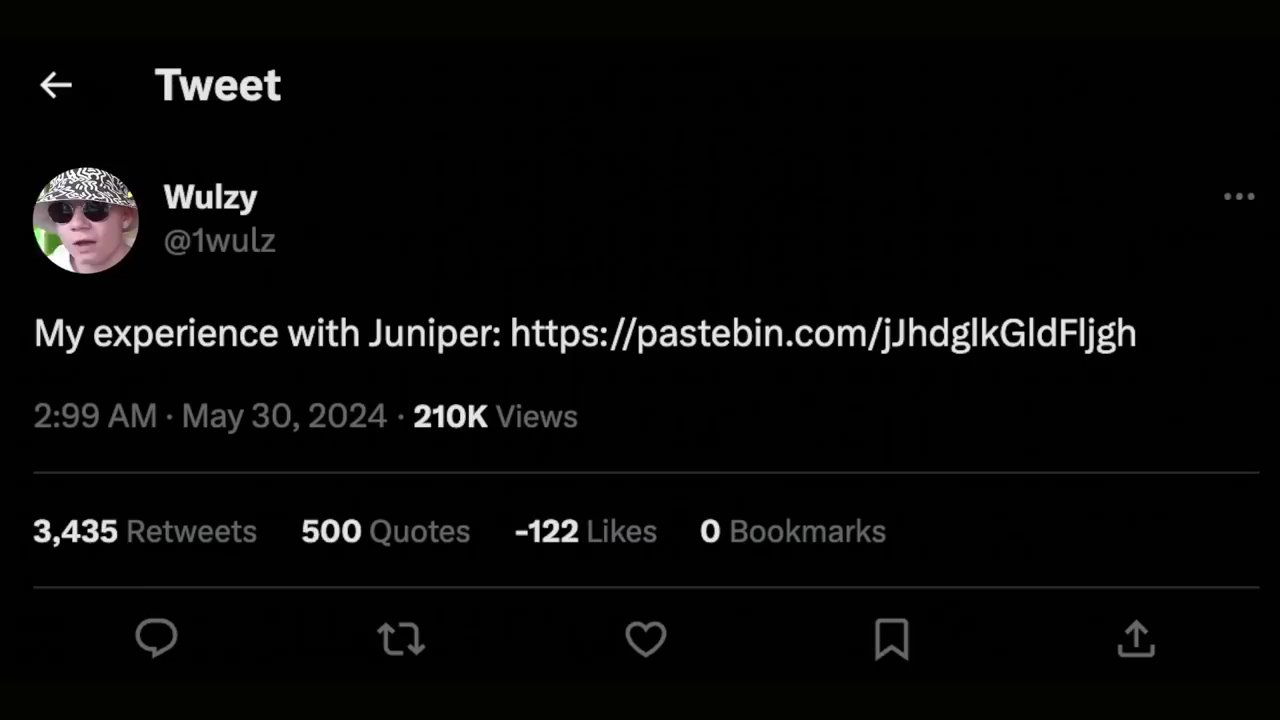 Tweet
Wulzy
@1wulz
My experience with Juniper: https://pastebin.com/jJhdglkGldFljgh
2:99 AM · May 30, 2024 · 210K Views
3,435 Retweets 500 Quotes -122 Likes 0 Bookmarks